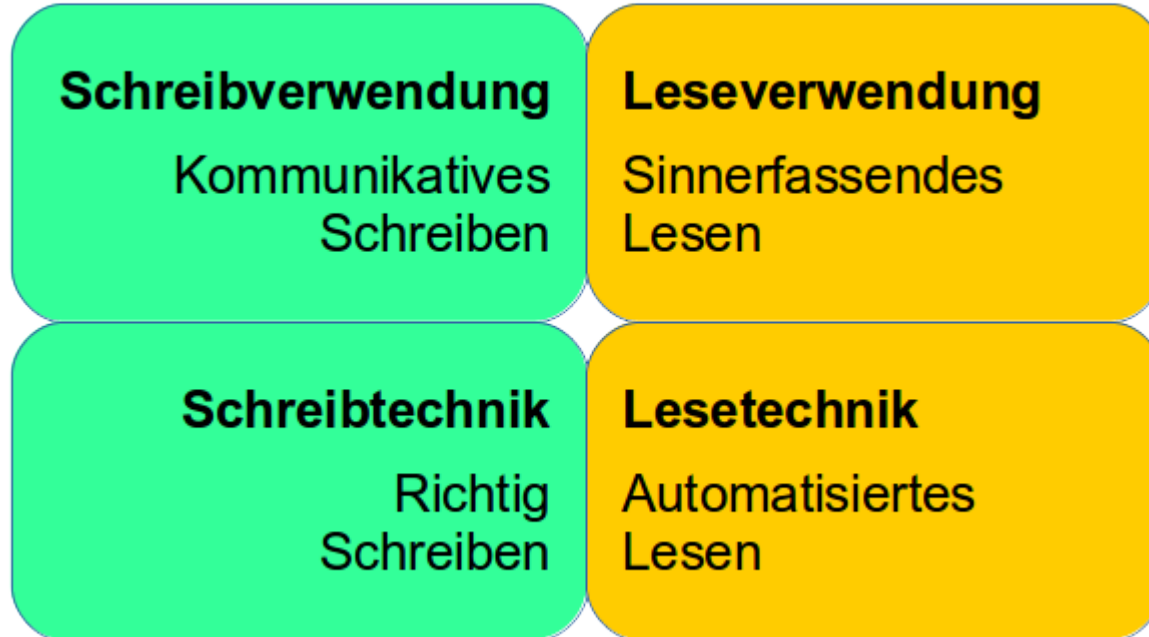 Schreibverwendung
Kommunikatives
Schreiben
Leseverwendung
Sinnerfassendes
Lesen
Schreibtechnik
Richtig
Schreiben
Lesetechnik
Automatisiertes
Lesen